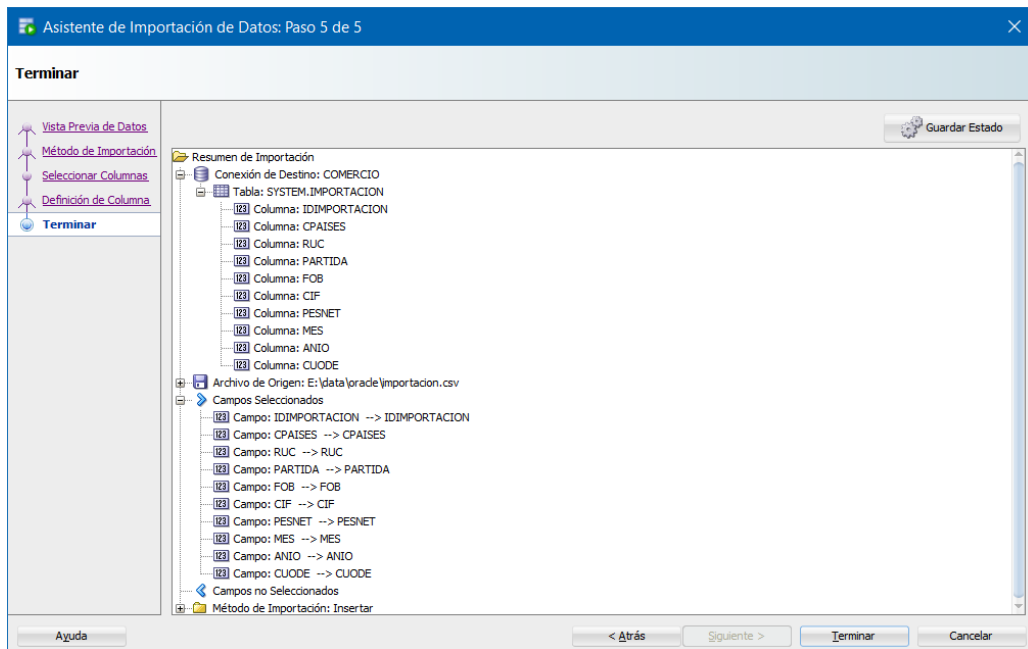 Asistente de Importación de Datos: Paso 5 de 5
Terminar
Vista Previa de Datos
Método de Importación
Seleccionar Columnas
Definición de Columna
Terminar
Guardar Estado
Resumen de Importación
Conexión de Destino: COMERCIO
Tabla: SYSTEM.IMPORTACION
Columna: IDIMPORTACION
Columna: CPAISES
Columna: RUC
Columna: PARTIDA
Columna: FOB
Columna: CIF
Columna: PESNET
Columna: MES
Columna: ANIO
Columna: CUODE
Archivo de Origen: E:\data\oracle\importacion.csv
Campos Seleccionados
Campo: IDIMPORTACION --> IDIMPORTACION
Campo: CPAISES --> CPAISES
Campo: RUC --> RUC
Campo: PARTIDA --> PARTIDA
Campo: FOB --> FOB
Campo: CIF --> CIF
Campo: PESNET --> PESNET
Campo: MES --> MES
Campo: ANIO --> ANIO
Campo: CUODE --> CUODE
Campos no Seleccionados
Método de Importación: Insertar
Ayuda
< Atrás
Siguiente >
Terminar
Cancelar